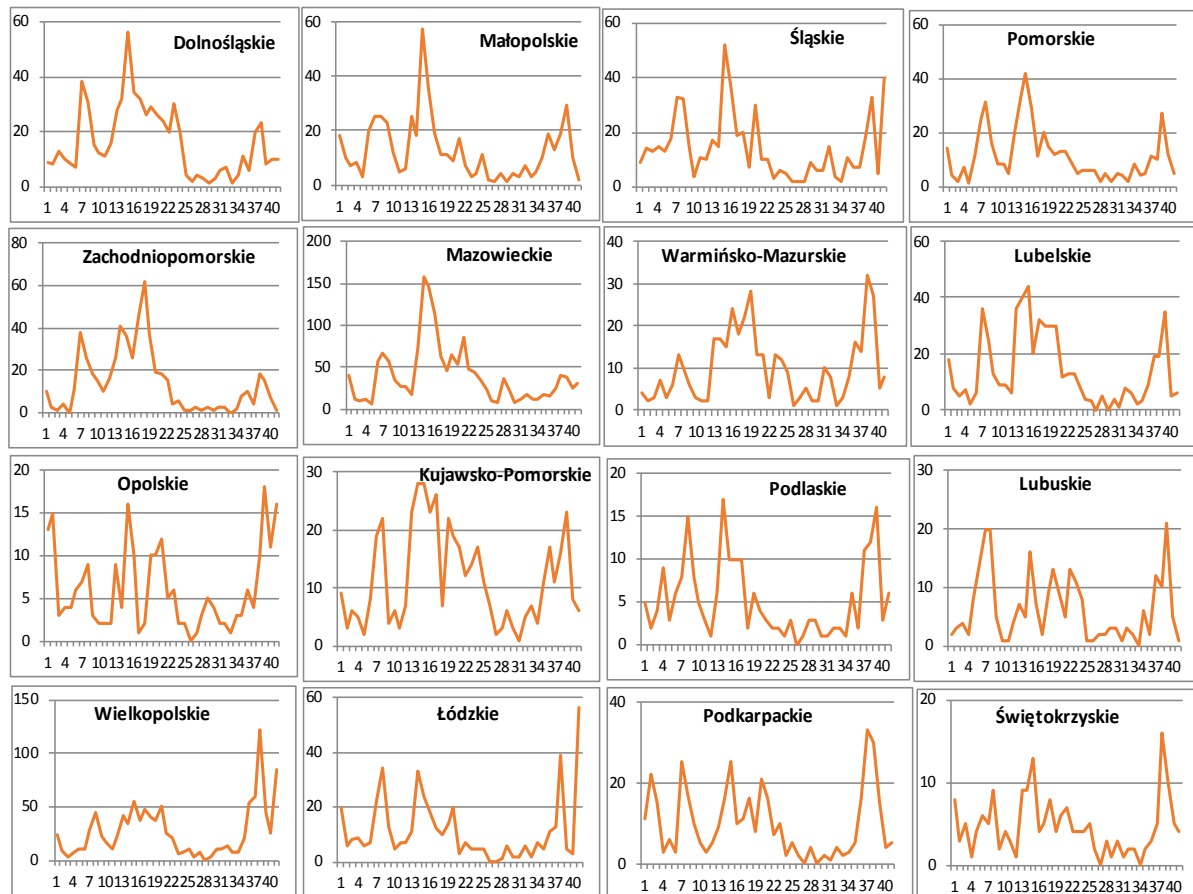 Dolnośląskie
60
40
20
0
1 4 7 10 13 16 19 22 25 28 31 34 37 40
Małopolskie
60
40
20
0
1 4 7 10 13 16 19 22 25 28 31 34 37 40
Śląskie
60
40
20
0
1 4 7 10 13 16 19 22 25 28 31 34 37 40
Pomorskie
60
40
20
0
1 4 7 10 13 16 19 22 25 28 31 34 37 40
Zachodniopomorskie
80
60
40
20
0
1 4 7 10 13 16 19 22 25 28 31 34 37 40
Mazowieckie
200
150
100
50
0
1 4 7 10 13 16 19 22 25 28 31 34 37 40
Warmińsko-Mazurskie
40
30
20
10
0
1 4 7 10 13 16 19 22 25 28 31 34 37 40
Lubelskie
60
40
20
0
1 4 7 10 13 16 19 22 25 28 31 34 37 40
Opolskie
20
15
10
5
0
1 4 7 10 13 16 19 22 25 28 31 34 37 40
Kujawsko-Pomorskie
30
20
10
0
1 4 7 10 13 16 19 22 25 28 31 34 37 40
Podlaskie
20
15
10
5
0
1 4 7 10 13 16 19 22 25 28 31 34 37 40
Lubuskie
30
20
10
0
1 4 7 10 13 16 19 22 25 28 31 34 37 40
Wielkopolskie
150
100
50
0
1 4 7 10 13 16 19 22 25 28 31 34 37 40
Łódzkie
60
40
20
0
1 4 7 10 13 16 19 22 25 28 31 34 37 40
Podkarpackie
40
20
0
1 4 7 10 13 16 19 22 25 28 31 34 37 40
Świętokrzyskie
20
10
0
1 4 7 10 13 16 19 22 25 28 31 34 37 40